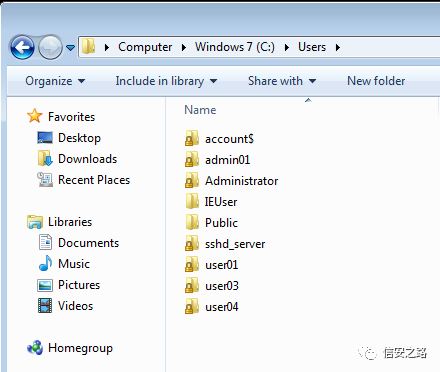 Computer ▸ Windows 7 (C:) ▸ Users ▸
Organize ▾ Include in library ▾ Share with ▾ New folder
Favorites
Desktop
Downloads
Recent Places
Libraries
Documents
Music
Pictures
Videos
Homegroup
Name
account$
admin01
Administrator
IEUser
Public
sshd_server
user01
user03
user04
信安之路